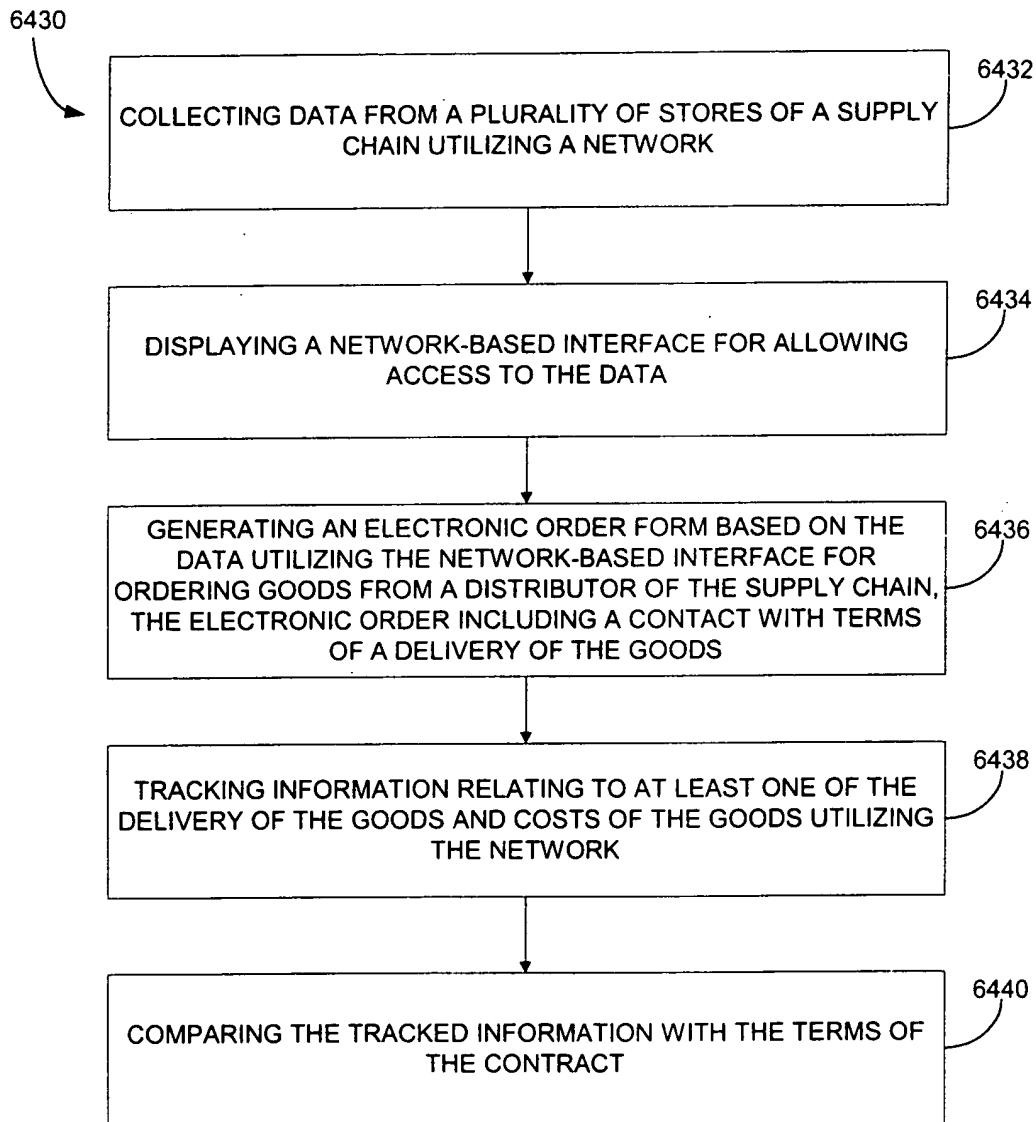 6430
6432
COLLECTING DATA FROM A PLURALITY OF STORES OF A SUPPLY
CHAIN UTILIZING A NETWORK
6434
DISPLAYING A NETWORK-BASED INTERFACE FOR ALLOWING
ACCESS TO THE DATA
6436
GENERATING AN ELECTRONIC ORDER FORM BASED ON THE
DATA UTILIZING THE NETWORK-BASED INTERFACE FOR
ORDERING GOODS FROM A DISTRIBUTOR OF THE SUPPLY CHAIN,
THE ELECTRONIC ORDER INCLUDING A CONTACT WITH TERMS
OF A DELIVERY OF THE GOODS
6438
TRACKING INFORMATION RELATING TO AT LEAST ONE OF THE
DELIVERY OF THE GOODS AND COSTS OF THE GOODS UTILIZING
THE NETWORK
6440
COMPARING THE TRACKED INFORMATION WITH THE TERMS OF
THE CONTRACT